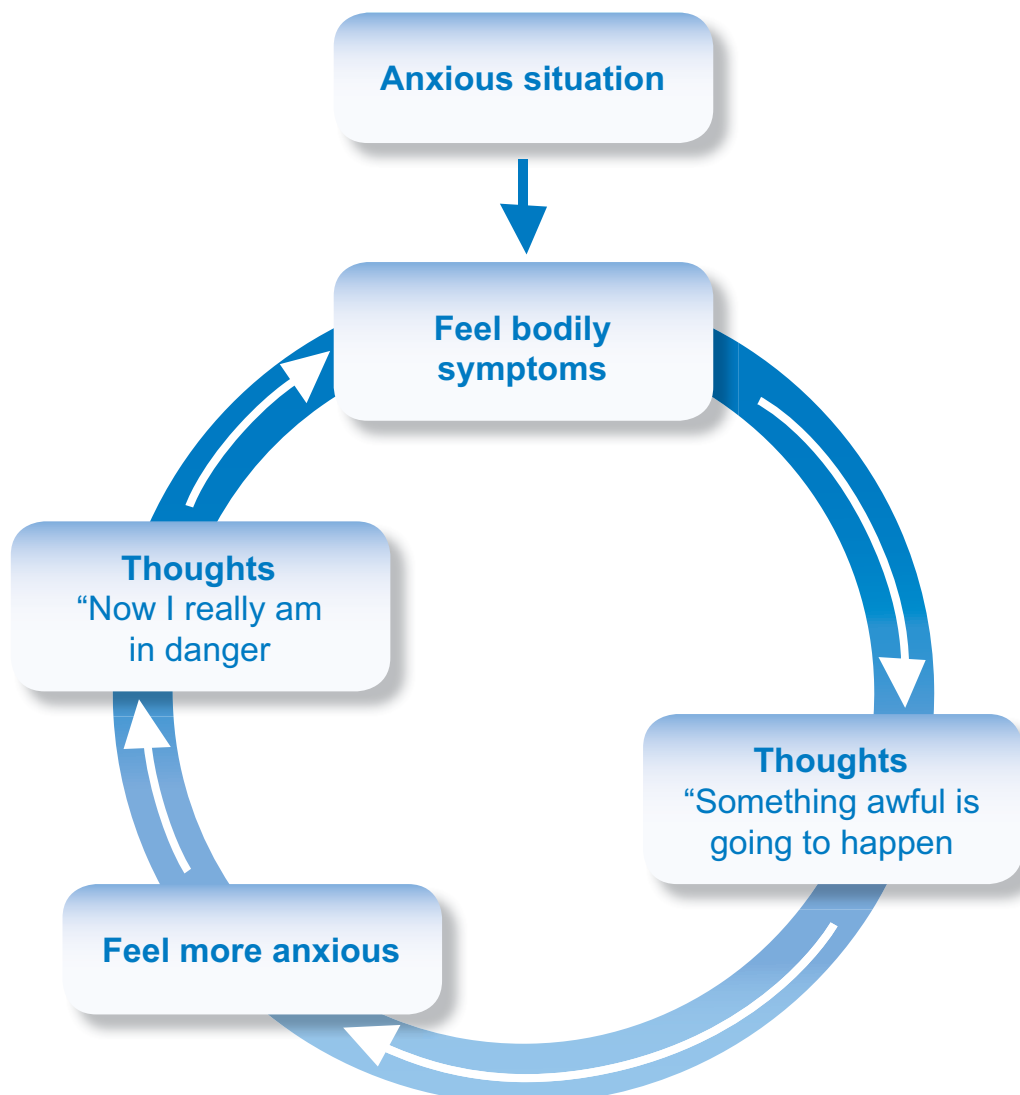 Anxious situation
Feel bodily
symptoms
Thoughts
“Something awful is
going to happen
Feel more anxious
Thoughts
“Now I really am
in danger